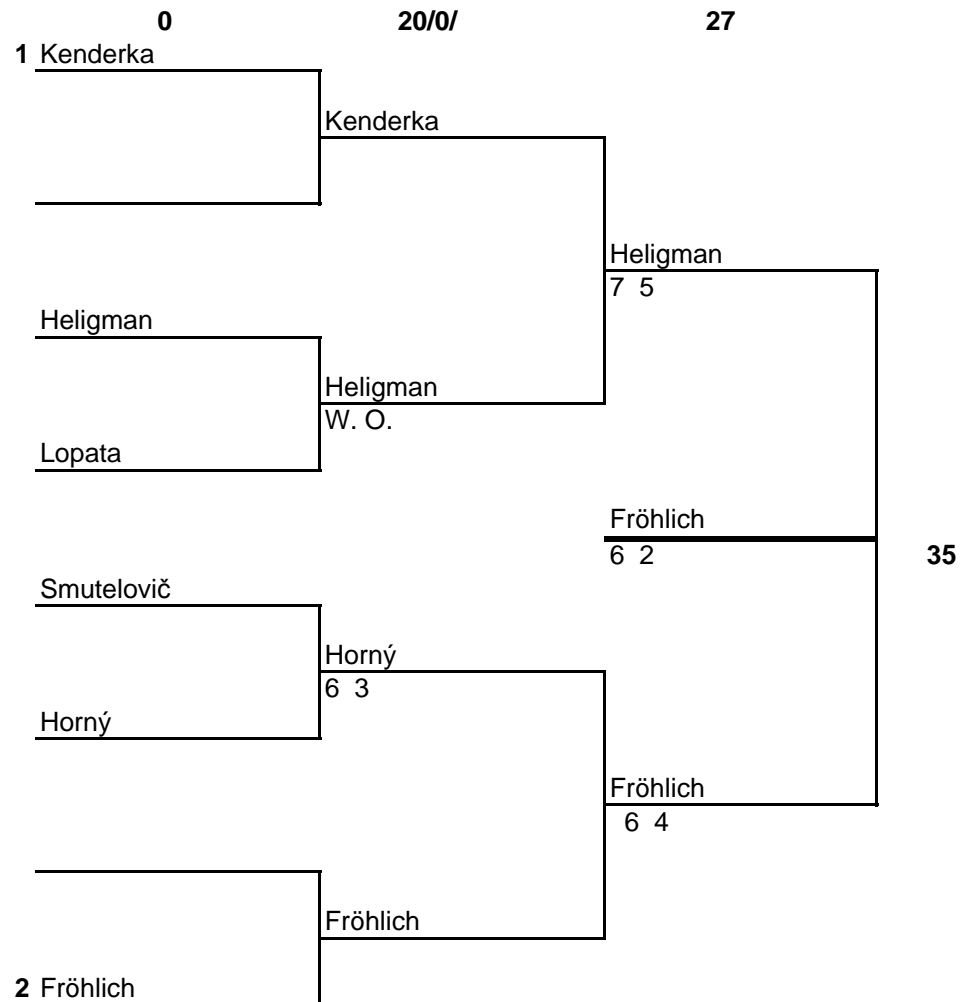 0 20/0/ 27
1 Kenderka
Kenderka
Heligman
7 5
Heligman
Heligman
W. O.
Lopata
Fröhlich
6 2 35
Smutelovič
Horný
6 3
Horný
Fröhlich
6 4
Fröhlich
2 Fröhlich